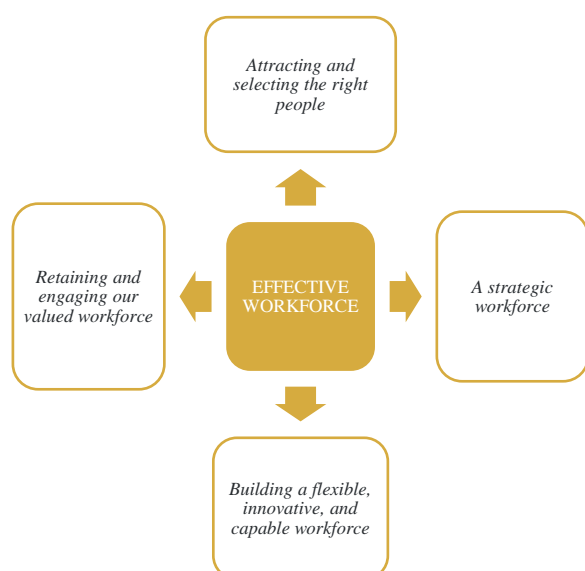 Attracting and
selecting the right
people
Retaining and
engaging our
valued workforce
EFFECTIVE
WORKFORCE
A strategic
workforce
Building a flexible,
innovative, and
capable workforce